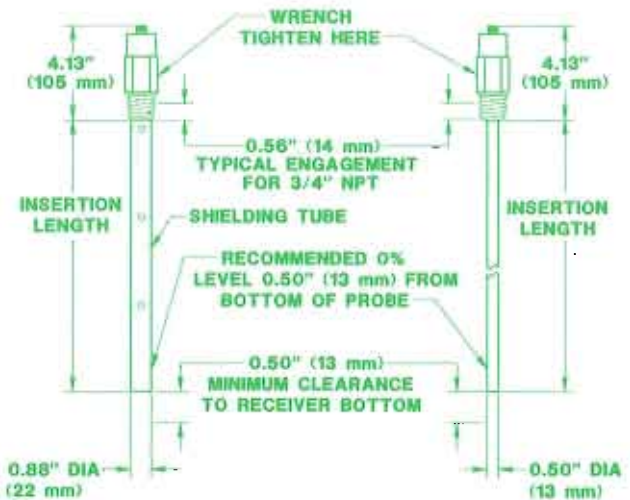 WRENCH
TIGHTEN HERE
4.13"
(105 mm)
4.13"
(105 mm)
0.56" (14 mm)
TYPICAL ENGAGEMENT
FOR 3/4" NPT
INSERTION
LENGTH
INSERTION
LENGTH
SHIELDING TUBE
RECOMMENDED 0%
LEVEL 0.50" (13 mm) FROM
BOTTOM OF PROBE
0.50" (13 mm)
MINIMUM CLEARANCE
TO RECEIVER BOTTOM
0.88" DIA
(22 mm)
0.50" DIA
(13 mm)